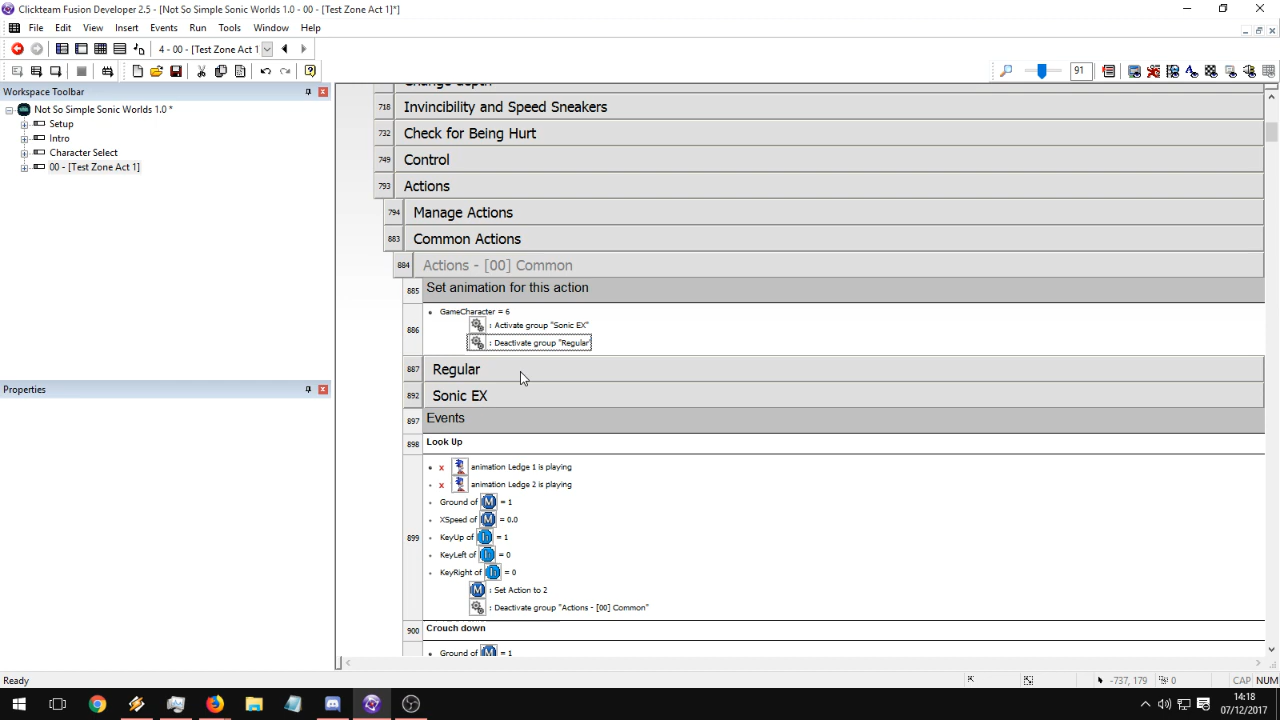 Clickteam Fusion Developer 2.5 - [Not So Simple Sonic Worlds 1.0 - 00 - [Test Zone Act 1]*]
File Edit View Insert Events Run Tools Window Help
4 - 00 - [Test Zone Act 1
91
Workspace Toolbar
Not So Simple Sonic Worlds 1.0 *
Setup
Intro
Character Select
00 - [Test Zone Act 1]
Properties
Change depth
718 Invincibility and Speed Sneakers
732 Check for Being Hurt
749 Control
793 Actions
794 Manage Actions
883 Common Actions
884 Actions - [00] Common
885 Set animation for this action
886
GameCharacter = 6
: Activate group "Sonic EX"
: Deactivate group "Regular"
887 Regular
892 Sonic EX
897 Events
898 Look Up
899
x animation Ledge 1 is playing
x animation Ledge 2 is playing
Ground of M = 1
XSpeed of M = 0.0
KeyUp of = 1
KeyLeft of = 0
KeyRight of = 0
M : Set Action to 2
: Deactivate group "Actions - [00] Common"
900 Crouch down
Ground of M = 1
Ready
-737, 179
0
CAP NUM
14:18
07/12/2017